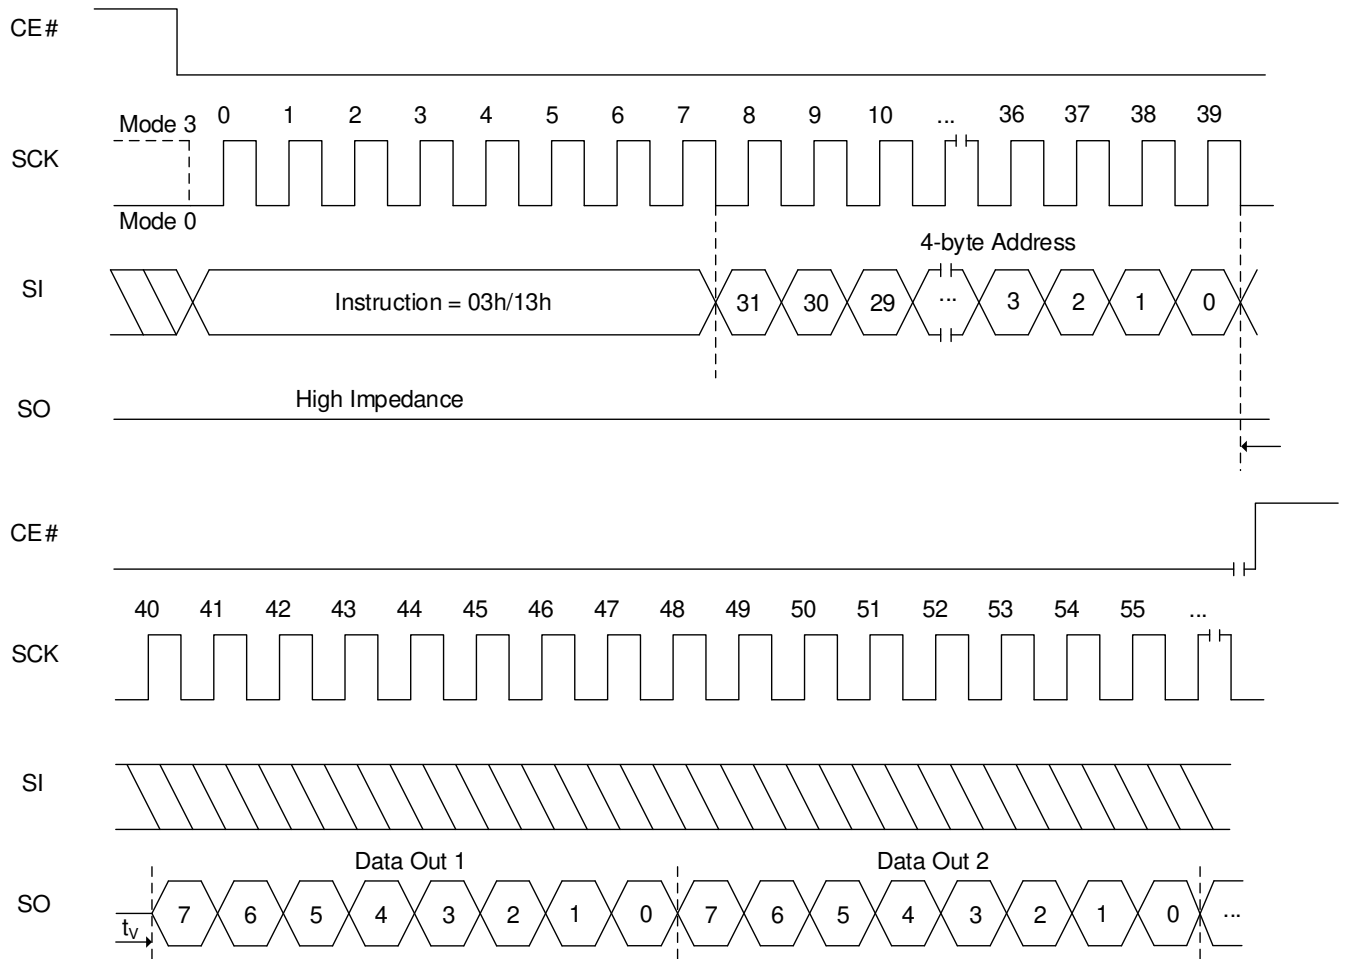 CE#
0 1 2 3 4 5 6 7 8 9 10 ... 36 37 38 39
Mode 3
SCK
Mode 0
4-byte Address
SI
Instruction = 03h/13h 31 30 29 ... 3 2 1 0
High Impedance
SO
CE#
40 41 42 43 44 45 46 47 48 49 50 51 52 53 54 55 ...
SCK
SI
Data Out 1 Data Out 2
SO
7 6 5 4 3 2 1 0 7 6 5 4 3 2 1 0 ...
tV